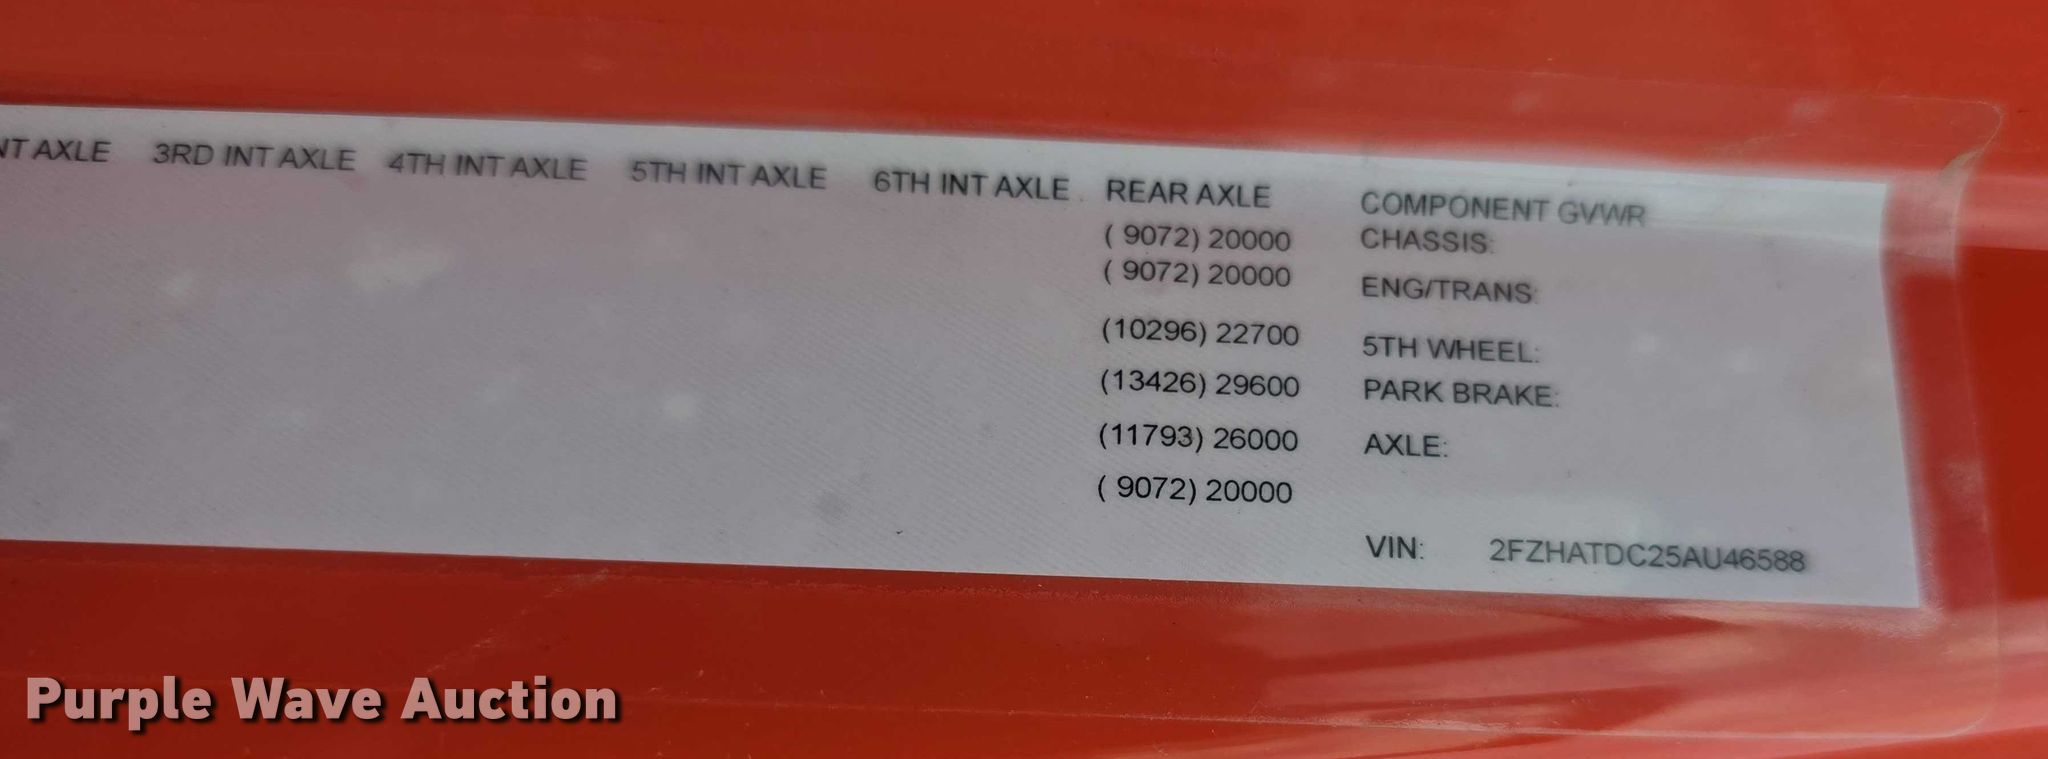 NT AXLE 3RD INT AXLE 4TH INT AXLE 5TH INT AXLE 6TH INT AXLE REAR AXLE COMPONENT GVWR
( 9072) 20000 CHASSIS:
( 9072) 20000 ENG/TRANS:
(10296) 22700 5TH WHEEL:
(13426) 29600 PARK BRAKE:
(11793) 26000 AXLE:
( 9072) 20000
VIN: 2FZHATDC25AU46588
Purple Wave Auction